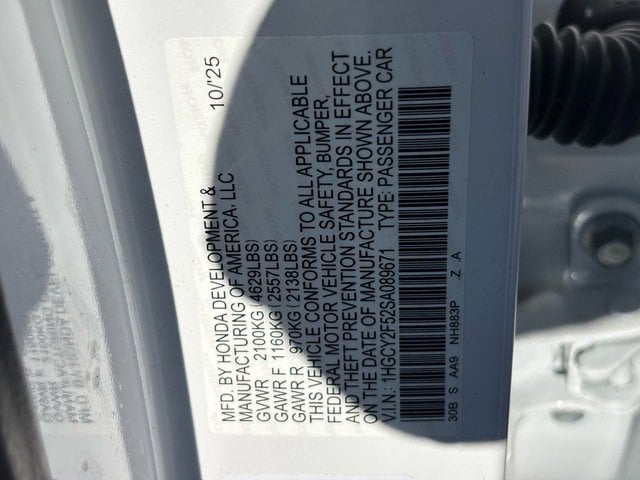 MFD. BY HONDA DEVELOPMENT & 10/'25
MANUFACTURING OF AMERICA, LLC
GVWR 2100KG (4629LBS)
GAWR F 1160KG (2557LBS)
GAWR R 970KG (2138LBS)
THIS VEHICLE CONFORMS TO ALL APPLICABLE
FEDERAL MOTOR VEHICLE SAFETY, BUMPER,
AND THEFT PREVENTION STANDARDS IN EFFECT
ON THE DATE OF MANUFACTURE SHOWN ABOVE.
V.I.N.: 1HGCY2F52SA089671 TYPE: PASSENGER CAR
30B S AA9 NH883P Z A